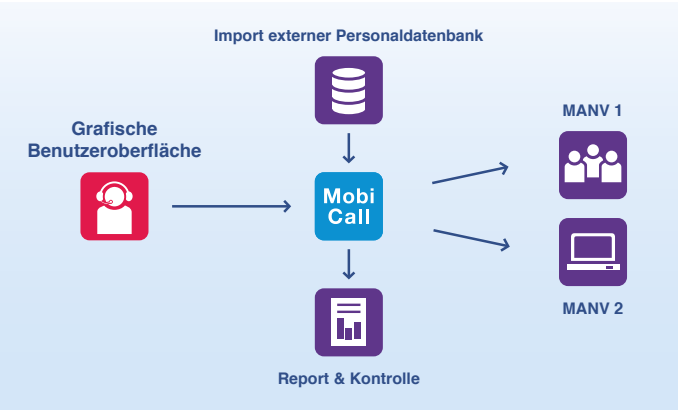 Import externer Personaldatenbank
MANV 1
Grafische
Benutzeroberfläche
Mobi
Call
MANV 2
Report & Kontrolle